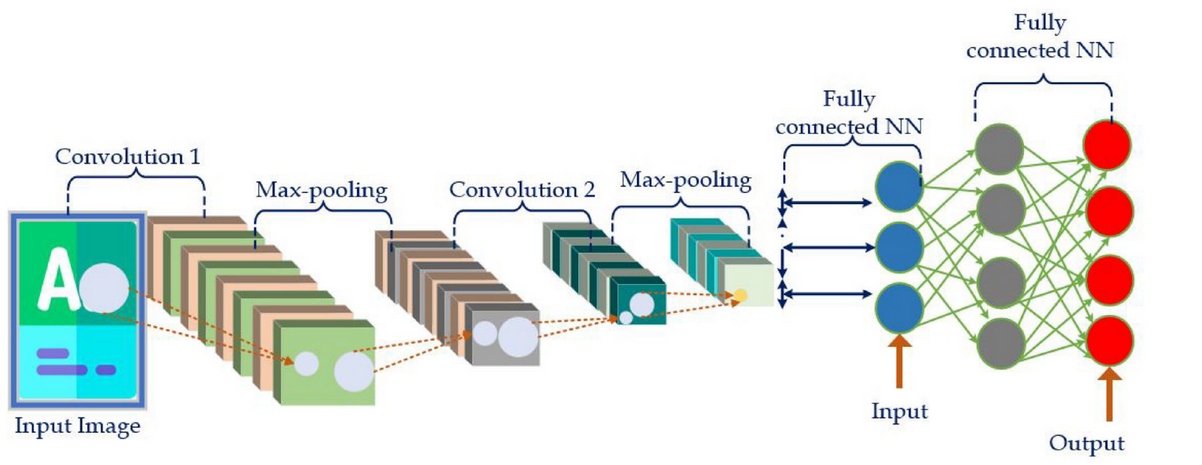 Fully
connected NN
Fully
connected NN
Convolution 1
Max-pooling
Convolution 2
Max-pooling
A
Input Image
Input
Output